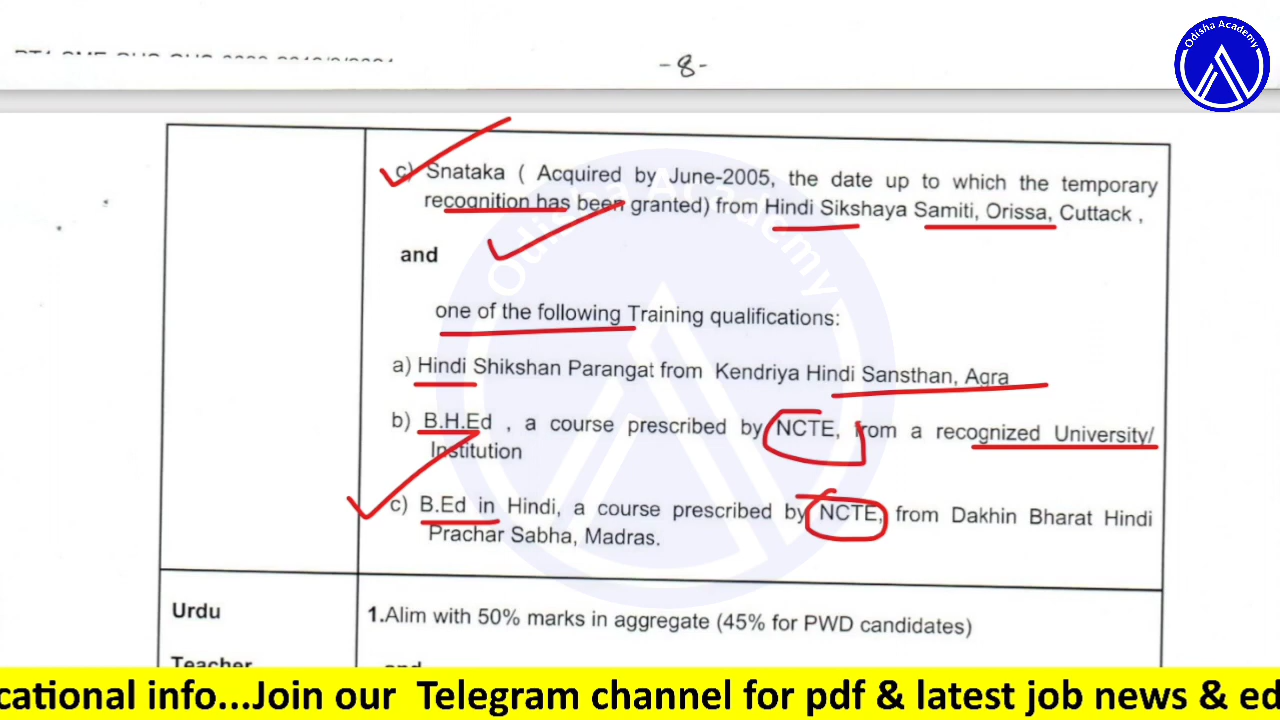 -8-
Odisha Academy
c) Snataka ( Acquired by June-2005, the date up to which the temporary
recognition has been granted) from Hindi Sikshaya Samiti, Orissa, Cuttack ,
and
one of the following Training qualifications:
a) Hindi Shikshan Parangat from Kendriya Hindi Sansthan, Agra
b) B.H.Ed , a course prescribed by NCTE, from a recognized University/
Institution
c) B.Ed in Hindi, a course prescribed by NCTE, from Dakhin Bharat Hindi
Prachar Sabha, Madras.
Odisha Academy
Urdu
1.Alim with 50% marks in aggregate (45% for PWD candidates)
Teacher
and
cational info...Join our Telegram channel for pdf & latest job news & ed